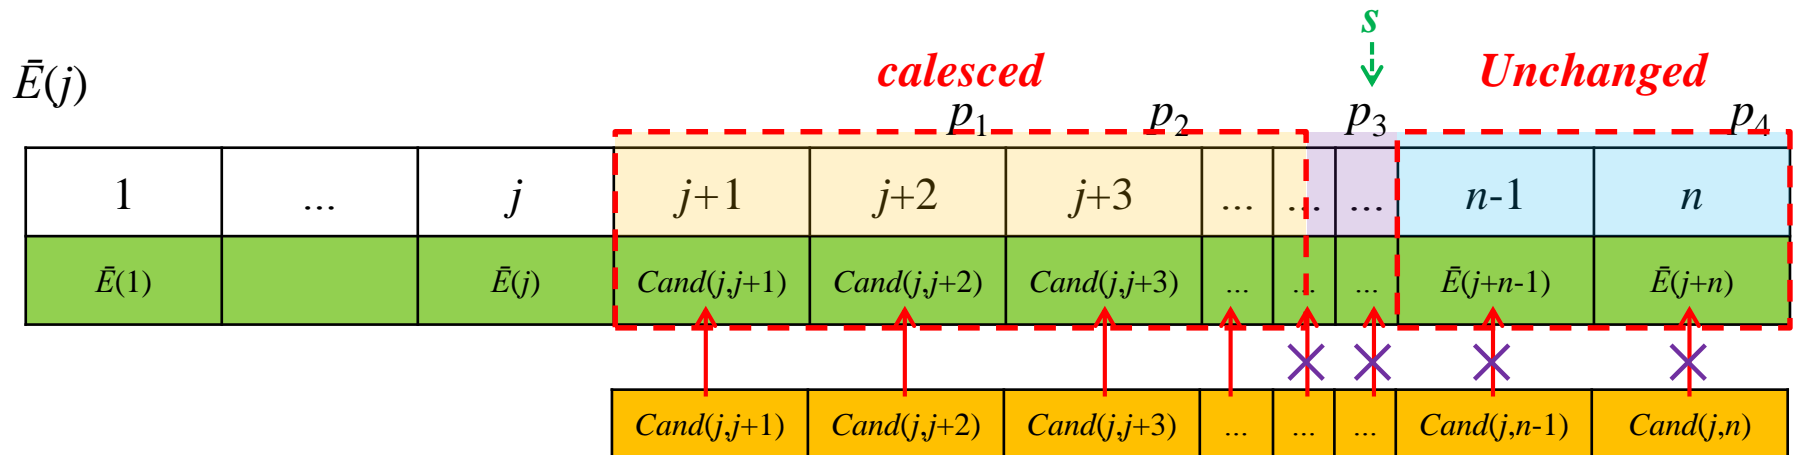 s
Ē(j) calesced Unchanged
p₁ p₂ p₃ p₄
1 ... j j+1 j+2 j+3 ... ... ... n-1 n
Ē(1) Ē(j) Cand(j,j+1) Cand(j,j+2) Cand(j,j+3) ... ... ... Ē(j+n-1) Ē(j+n)
Cand(j,j+1) Cand(j,j+2) Cand(j,j+3) ... ... ... Cand(j,n-1) Cand(j,n)